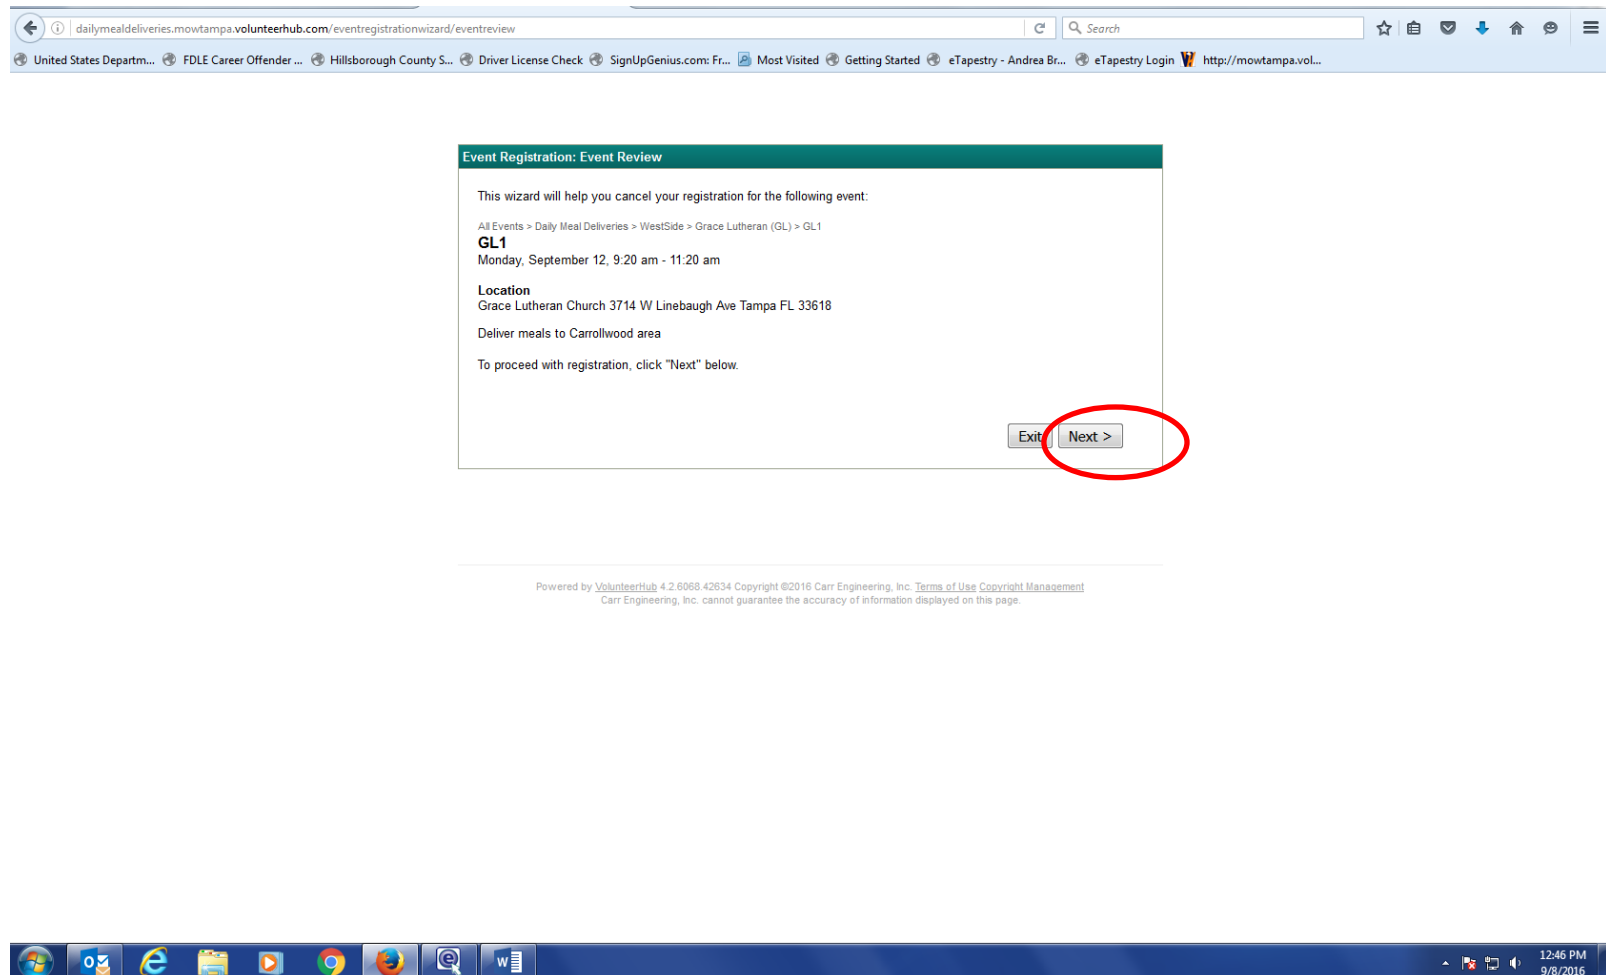 dailymealdeliveries.mowtampa.volunteerhub.com/eventregistrationwizard/eventreview
Search
United States Departm... FDLE Career Offender ... Hillsborough County S... Driver License Check SignUpGenius.com: Fr... Most Visited Getting Started eTapestry - Andrea Br... eTapestry Login http://mowtampa.vol...
Event Registration: Event Review
This wizard will help you cancel your registration for the following event:
All Events > Daily Meal Deliveries > WestSide > Grace Lutheran (GL) > GL1
GL1
Monday, September 12, 9:20 am - 11:20 am
Location
Grace Lutheran Church 3714 W Linebaugh Ave Tampa FL 33618
Deliver meals to Carrollwood area
To proceed with registration, click "Next" below.
Exit Next >
Powered by VolunteerHub 4.2.6068.42634 Copyright ©2016 Carr Engineering, Inc. Terms of Use Copyright Management
Carr Engineering, Inc. cannot guarantee the accuracy of information displayed on this page.
12:46 PM
9/8/2016